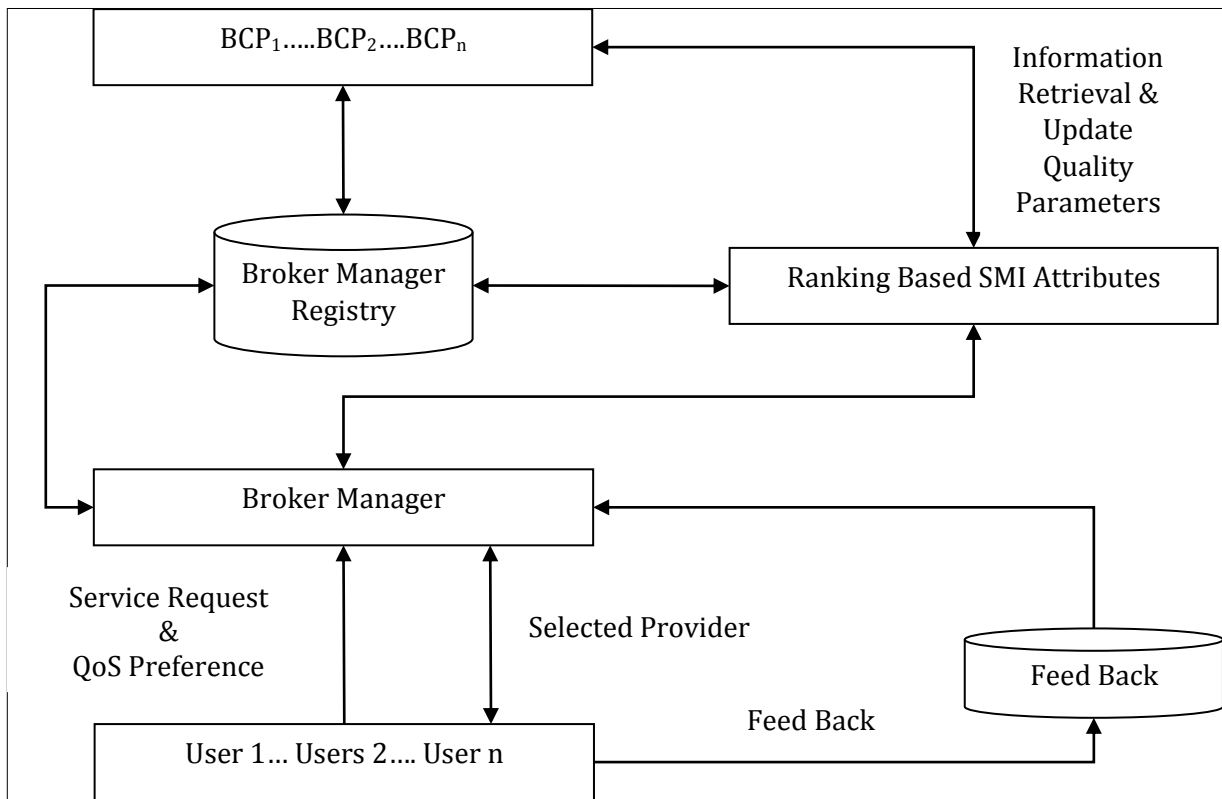 BCP₁…..BCP₂….BCPₙ
Information
Retrieval &
Update
Quality
Parameters
Broker Manager
Registry
Ranking Based SMI Attributes
Broker Manager
Service Request
&
QoS Preference
Selected Provider
Feed Back
Feed Back
User 1… Users 2…. User n